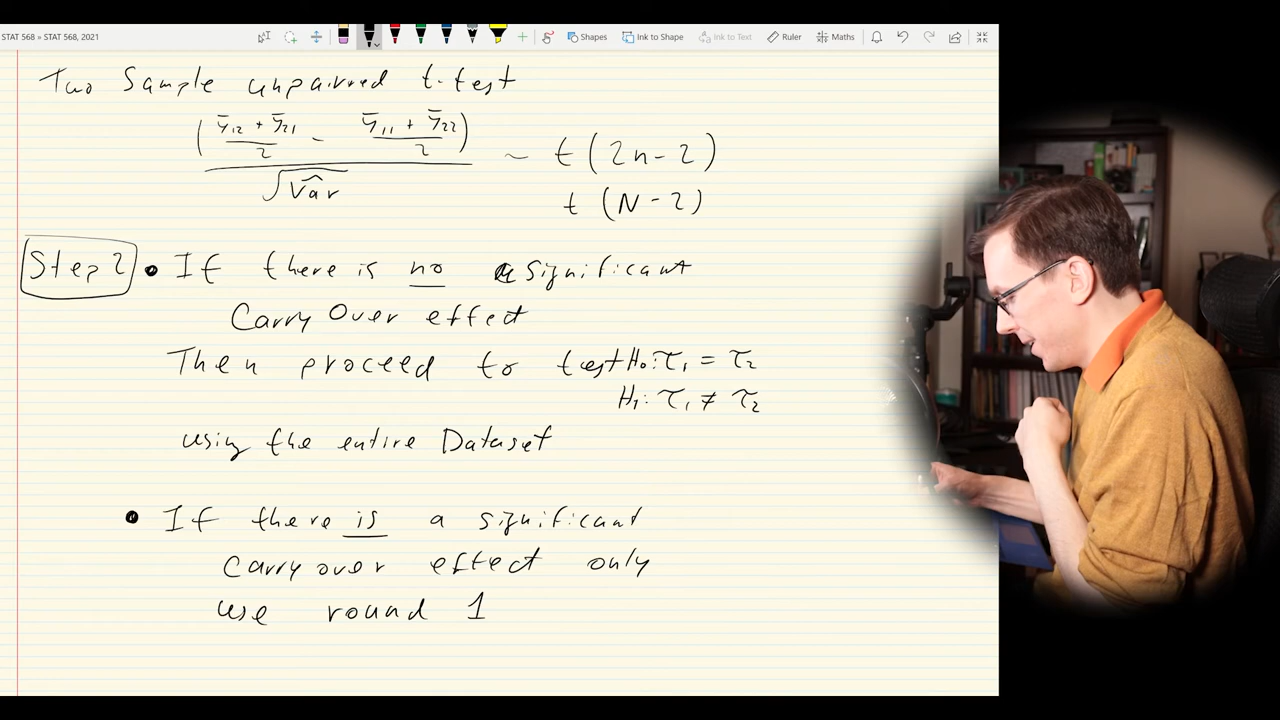 STAT 568 » STAT 568, 2021
Shapes Ink to Shape Ink to Text Ruler Maths
Two Sample unpaired t-test
(ȳ₁₂ + ȳ₂₁ / 2 - ȳ₁₁ + ȳ₂₂ / 2) / √Var̂ ~ t(2n-2)
t(N-2)
Step 2 • If there is no a significant
Carry Over effect
Then proceed to test H₀: τ₁ = τ₂
H₁: τ₁ ≠ τ₂
using the entire Dataset
• If there is a significant
carry over effect only
use round 1